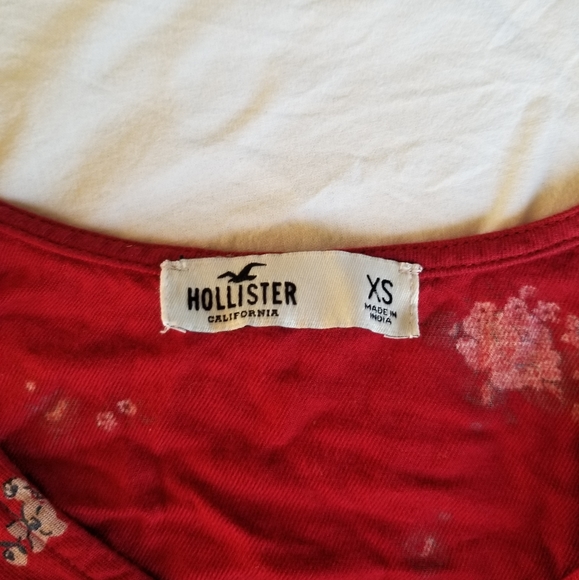 HOLLISTER
CALIFORNIA
XS
MADE IN
INDIA